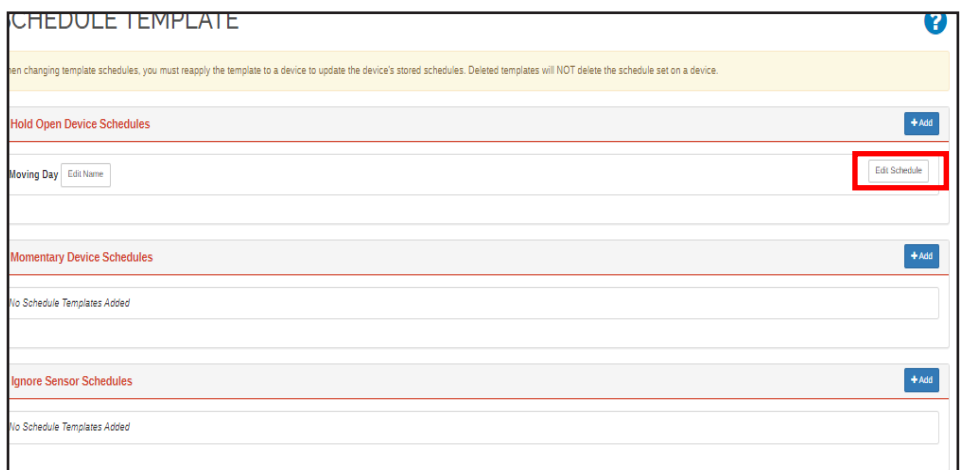 CHEDULE TEMPLATE
?
en changing template schedules, you must reapply the template to a device to update the device's stored schedules. Deleted templates will NOT delete the schedule set on a device.
Hold Open Device Schedules
+ Add
Moving Day Edit Name
Edit Schedule
Momentary Device Schedules
+ Add
No Schedule Templates Added
Ignore Sensor Schedules
+ Add
No Schedule Templates Added